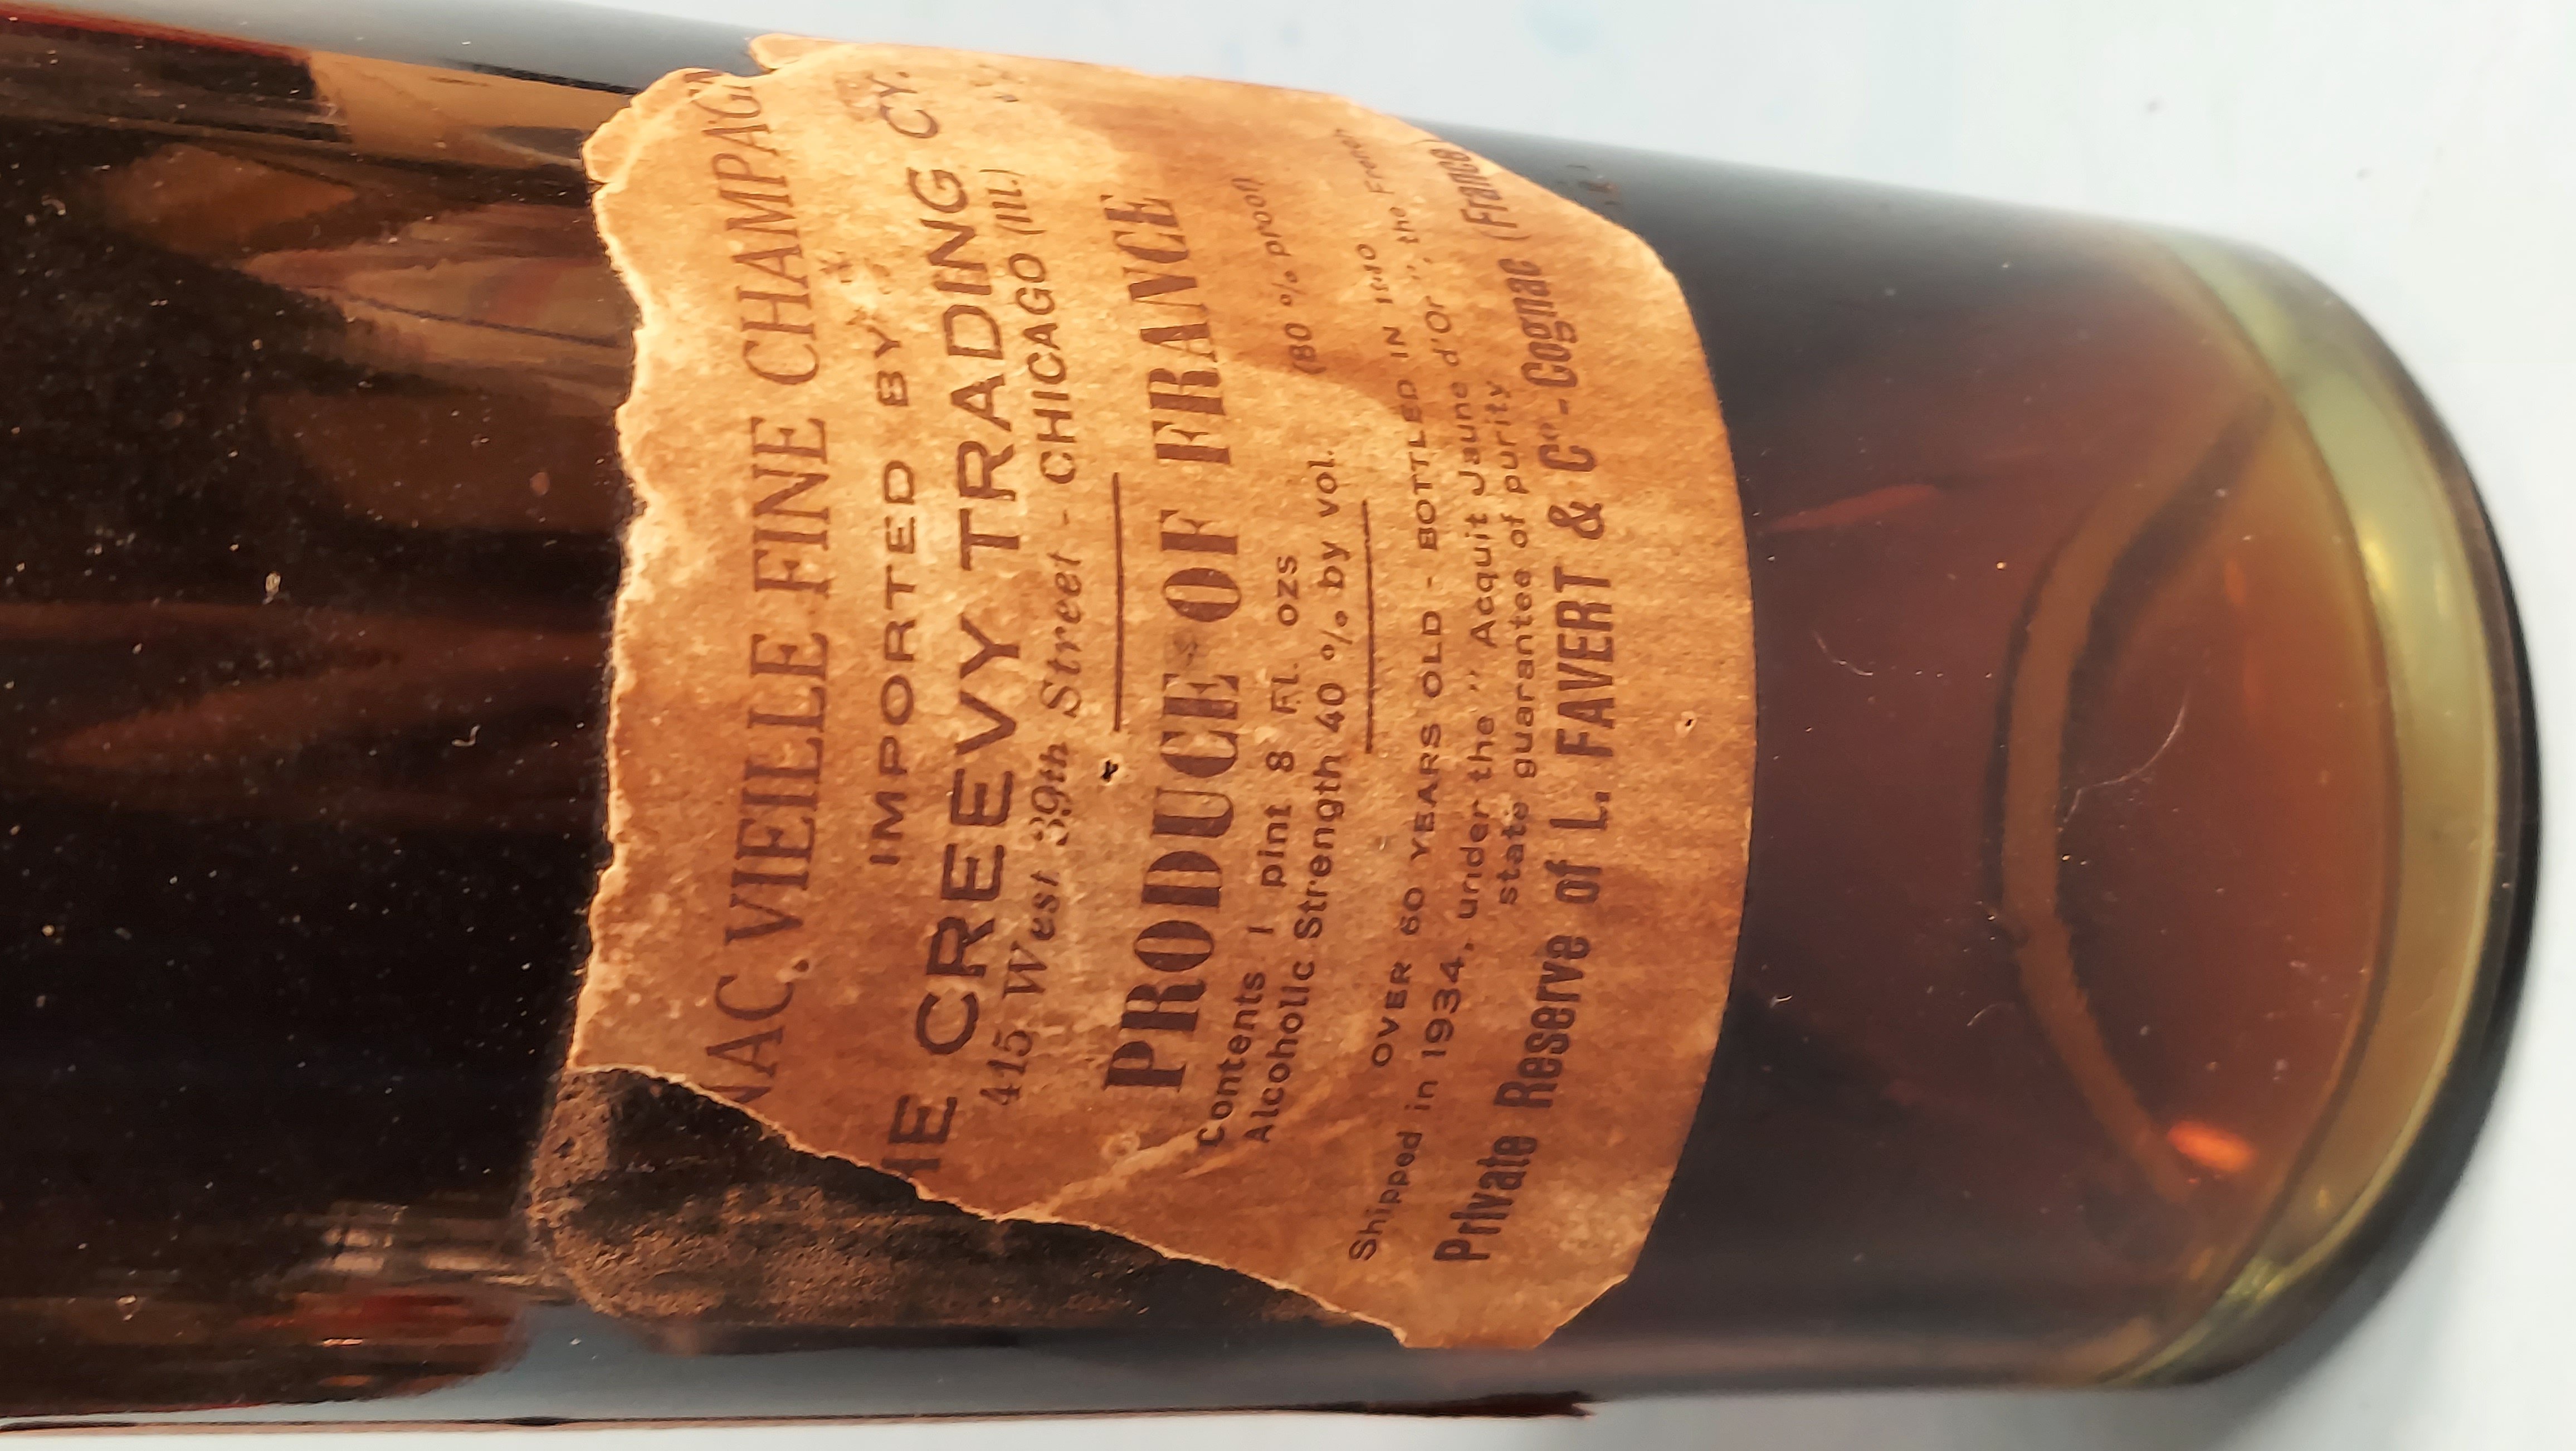 NAC. VIEILLE FINE CHAMPAGN
IMPORTED BY
HE CREEVY TRADING CY.
415 West 39th Street - CHICAGO (Ill.)
PRODUCE OF FRANCE
Contents 1 pint 8 Fl. ozs (80 % proof)
Alcoholic Strength 40 % by vol.
OVER 60 YEARS OLD - BOTTLED IN
Shipped in 1934, under the "Acquit Jaune d'Or", the French
state guarantee of purity
Private Reserve of L. FAVERT & Co - Cognac (France)